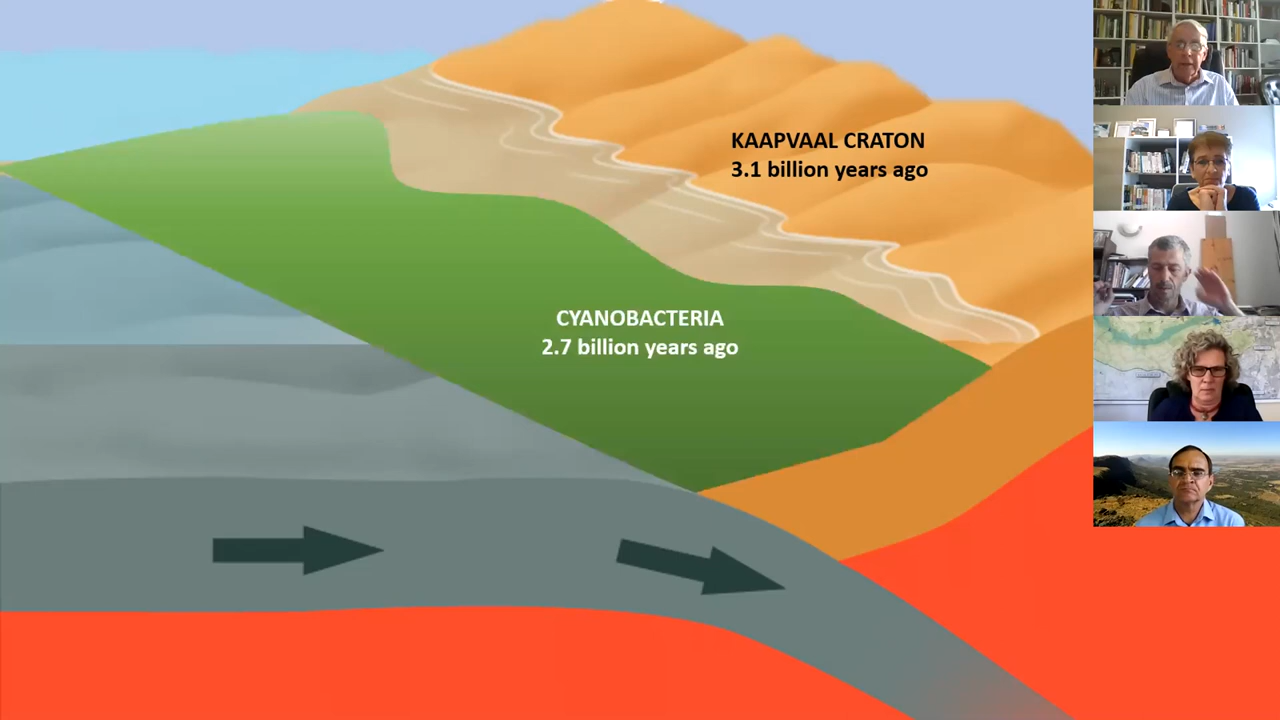 KAAPVAAL CRATON
3.1 billion years ago
CYANOBACTERIA
2.7 billion years ago